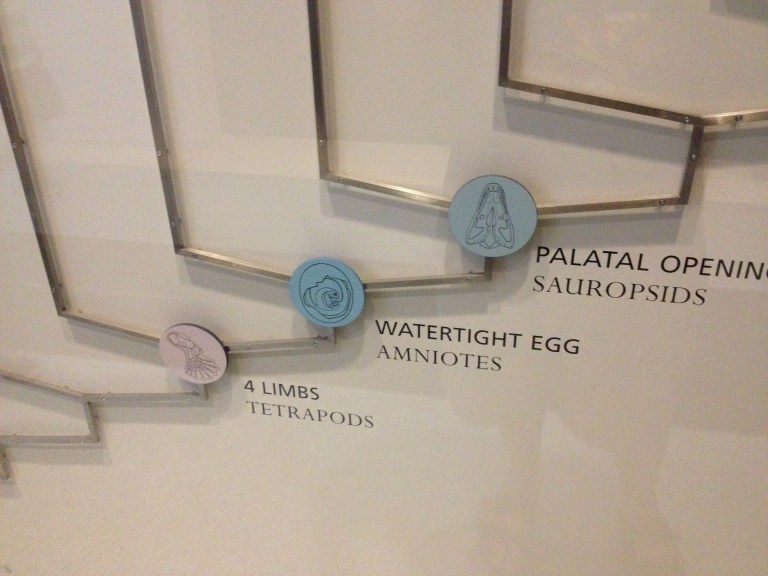 PALATAL OPENING
SAUROPSIDS
WATERTIGHT EGG
AMNIOTES
4 LIMBS
TETRAPODS